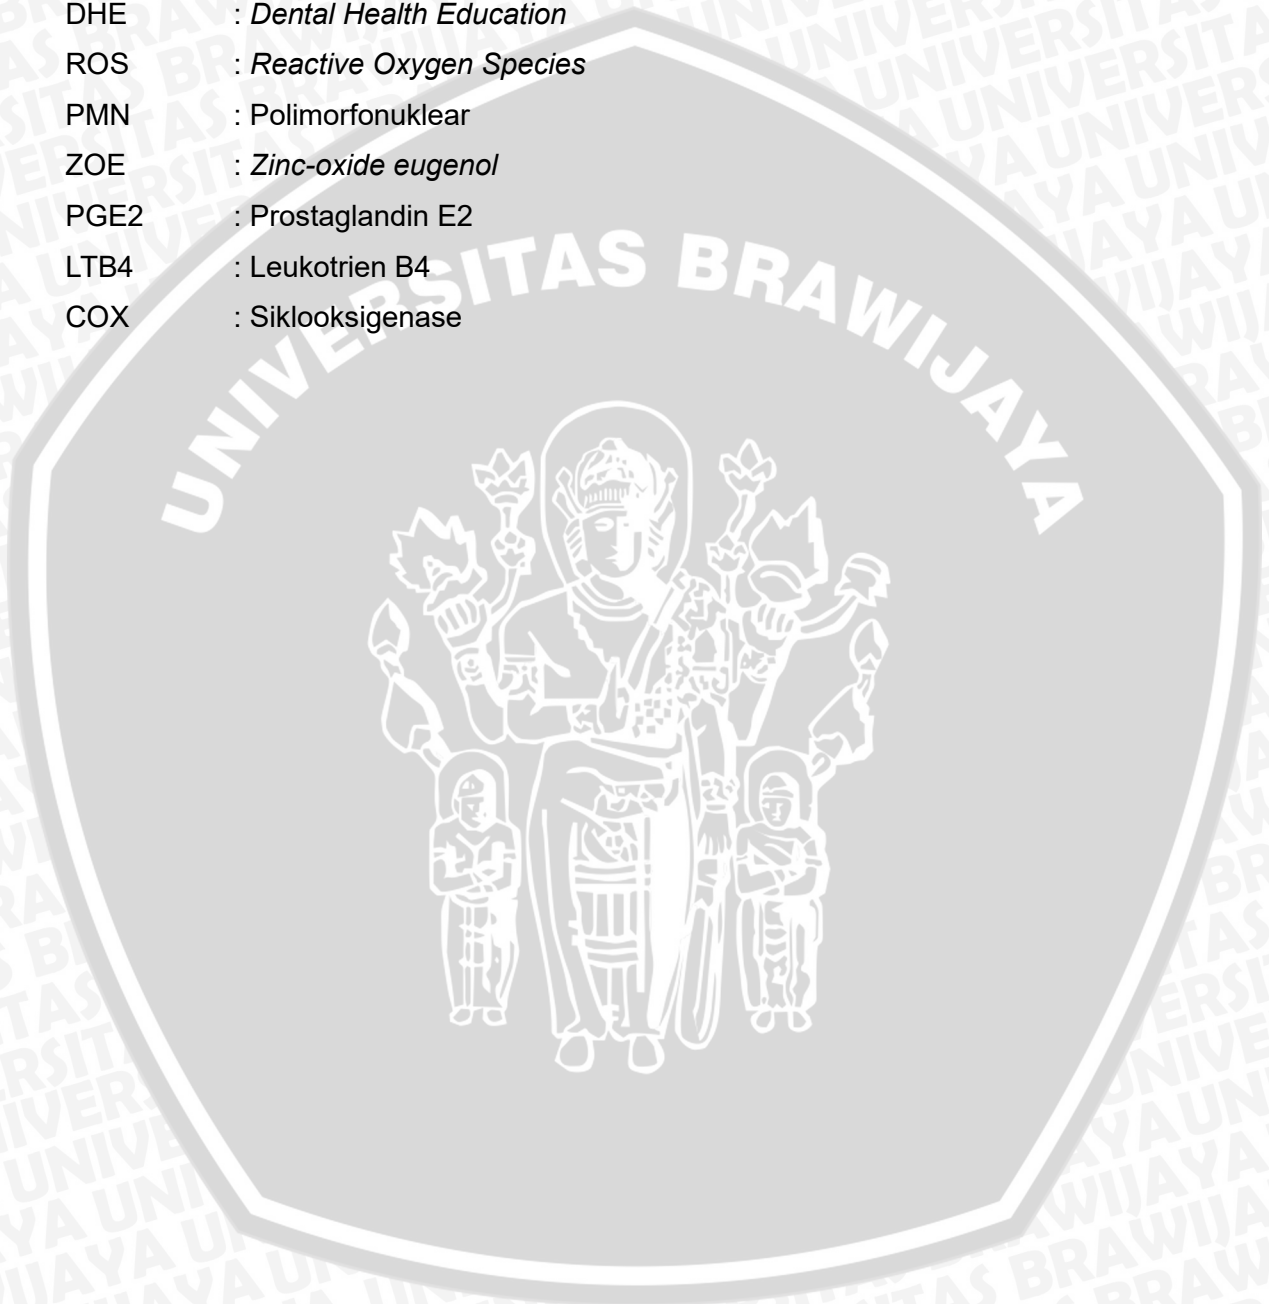 DHE : Dental Health Education
ROS : Reactive Oxygen Species
PMN : Polimorfonuklear
ZOE : Zinc-oxide eugenol
PGE2 : Prostaglandin E2
LTB4 : Leukotrien B4
COX : Siklooksigenase
UNIVERSITAS BRAWIJAYA